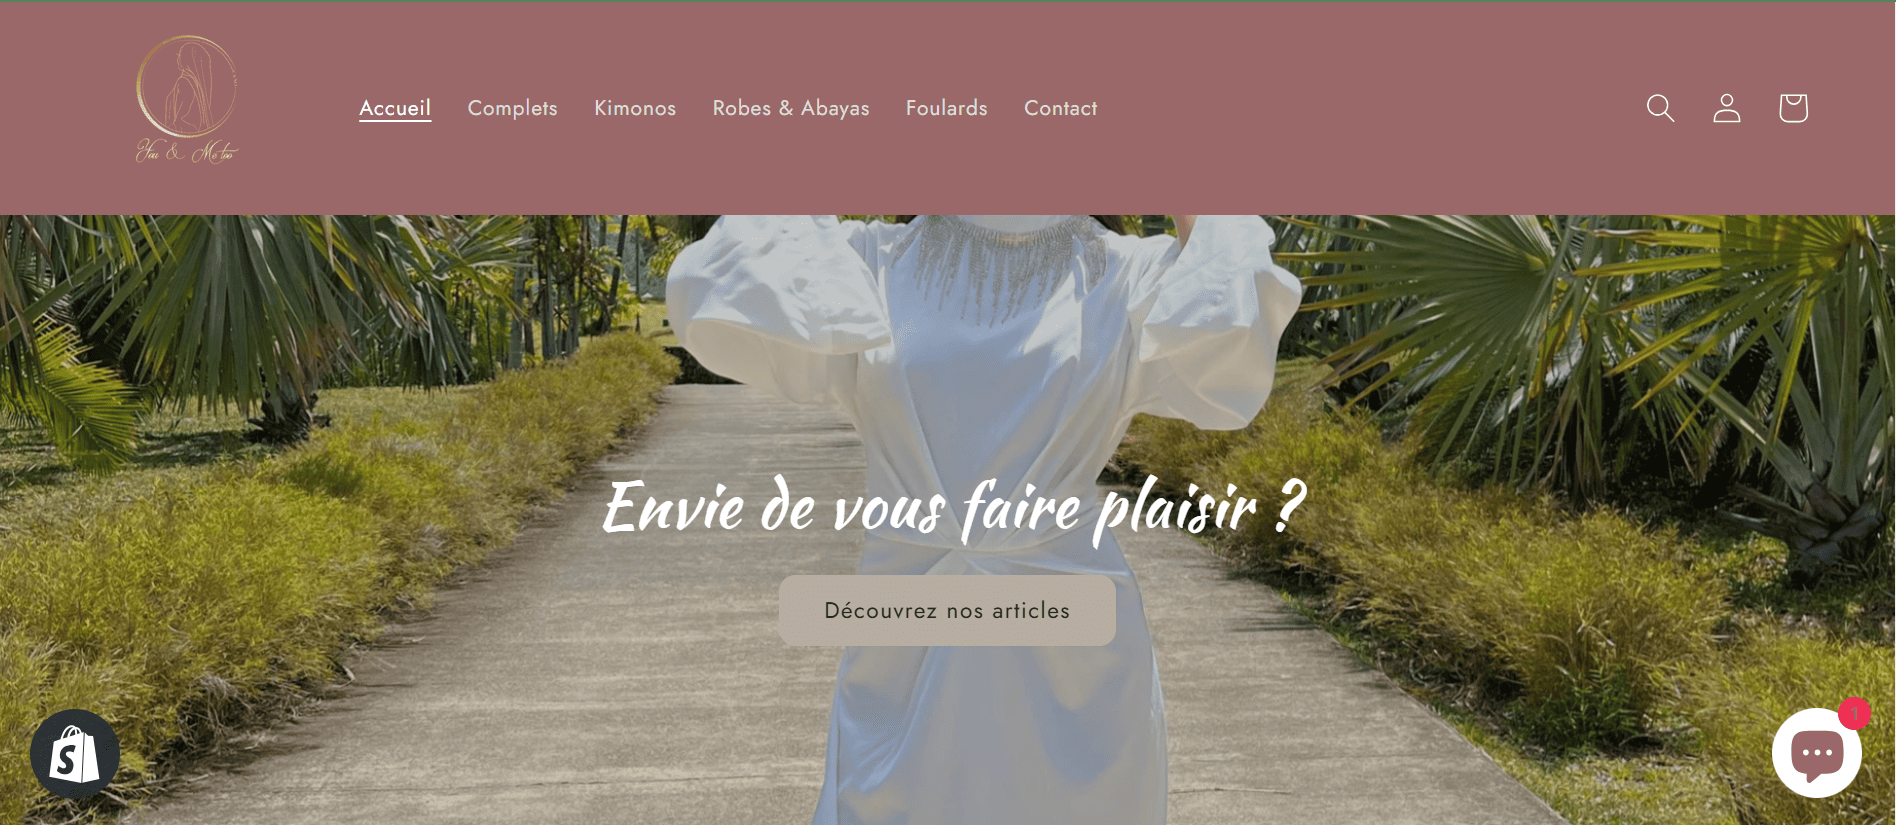 You & Me too
Accueil Complets Kimonos Robes & Abayas Foulards Contact
Envie de vous faire plaisir ?
Découvrez nos articles
S
1